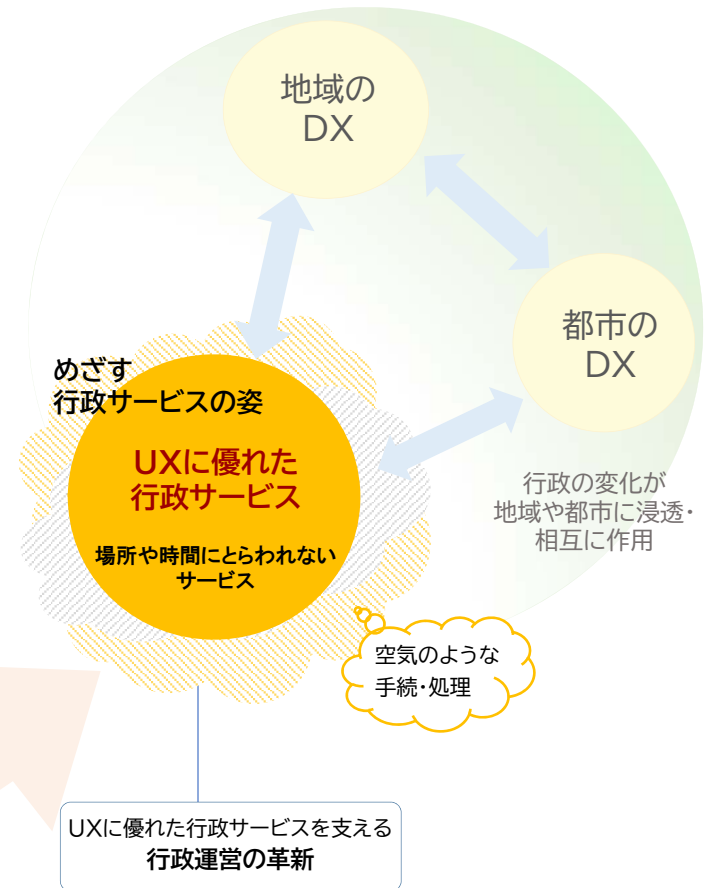 地域の
DX
都市の
DX
めざす
行政サービスの姿
UXに優れた
行政サービス
場所や時間にとらわれない
サービス
行政の変化が
地域や都市に浸透・
相互に作用
空気のような
手続・処理
UXに優れた行政サービスを支える
行政運営の革新